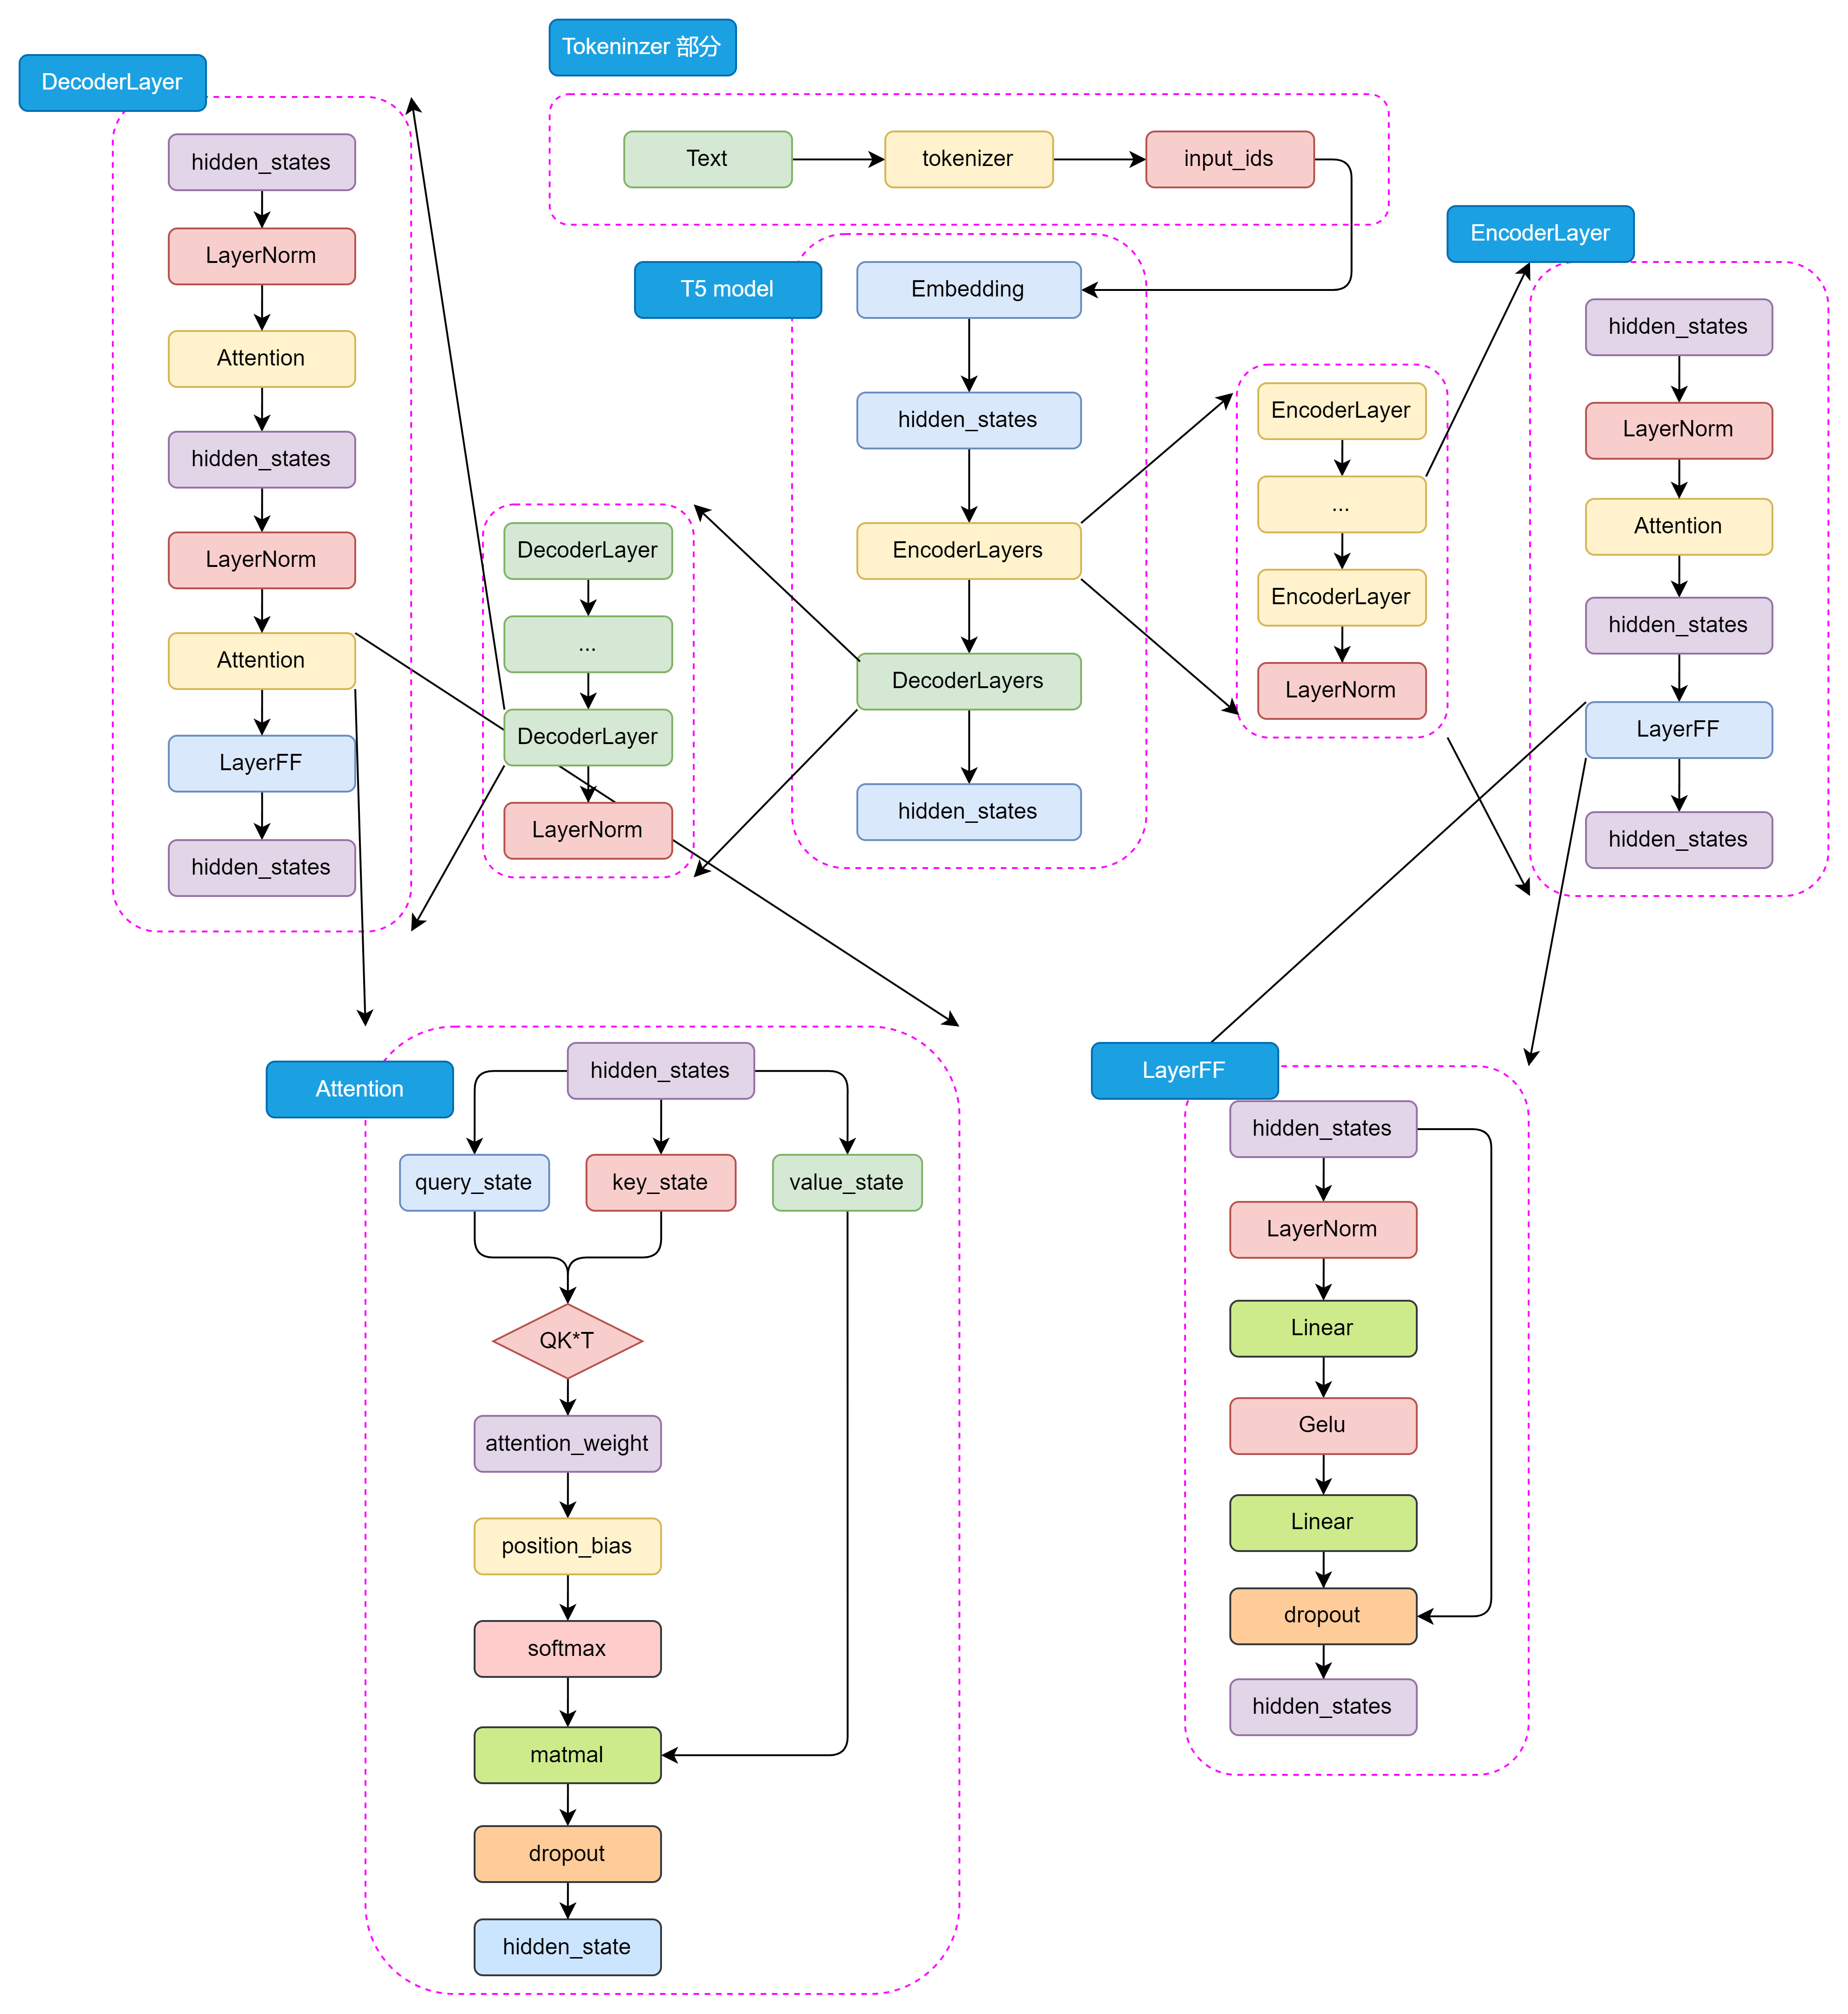 Tokeninzer 部分
Text
tokenizer
input_ids
DecoderLayer
hidden_states
LayerNorm
Attention
hidden_states
LayerNorm
Attention
LayerFF
hidden_states
DecoderLayer
...
DecoderLayer
LayerNorm
T5 model
Embedding
hidden_states
EncoderLayers
DecoderLayers
hidden_states
EncoderLayer
...
EncoderLayer
LayerNorm
EncoderLayer
hidden_states
LayerNorm
Attention
hidden_states
LayerFF
hidden_states
Attention
hidden_states
query_state
key_state
value_state
QK*T
attention_weight
position_bias
softmax
matmal
dropout
hidden_state
LayerFF
hidden_states
LayerNorm
Linear
Gelu
Linear
dropout
hidden_states